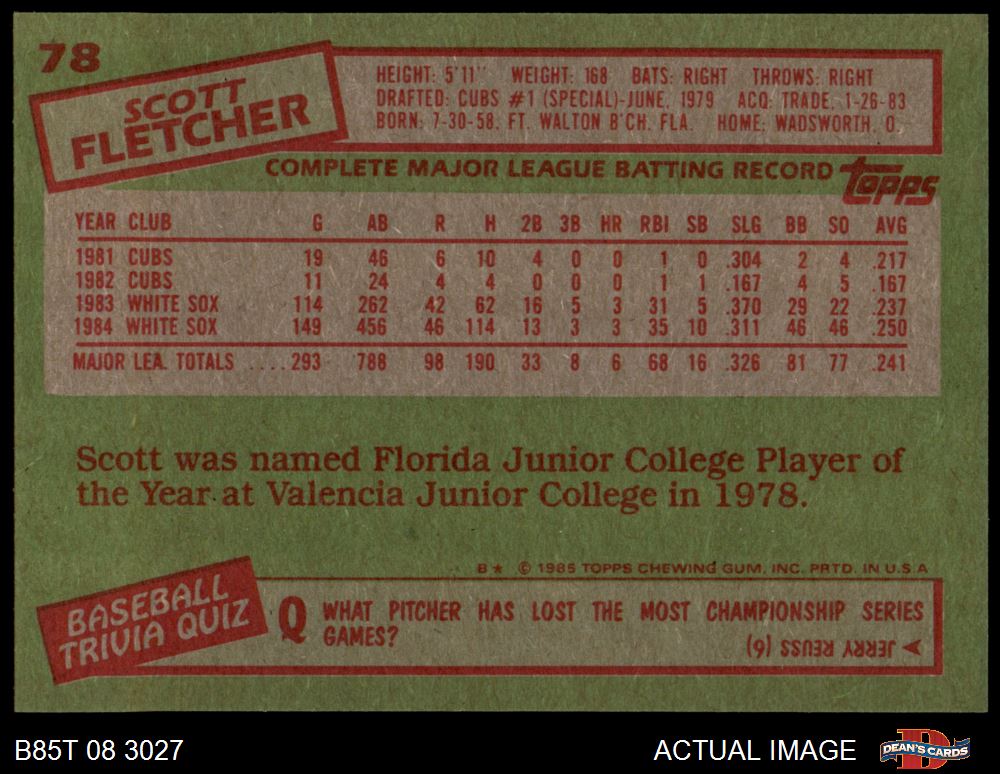 78
SCOTT
FLETCHER
HEIGHT: 5'11" WEIGHT: 168 BATS: RIGHT THROWS: RIGHT
DRAFTED: CUBS #1 (SPECIAL)-JUNE, 1979 ACQ: TRADE, 1-26-83
BORN: 7-30-58, FT. WALTON B'CH, FLA. HOME: WADSWORTH, O.
COMPLETE MAJOR LEAGUE BATTING RECORD topps
YEAR CLUB G AB R H 2B 3B HR RBI SB SLG BB SO AVG
1981 CUBS 19 46 6 10 4 0 0 1 0 .304 2 4 .217
1982 CUBS 11 24 4 4 0 0 0 1 1 .167 4 5 .167
1983 WHITE SOX 114 262 42 62 16 5 3 31 5 .370 29 22 .237
1984 WHITE SOX 149 456 46 114 13 3 3 35 10 .311 46 46 .250
MAJOR LEA. TOTALS ....293 788 98 190 33 8 6 68 16 .326 81 77 .241
Scott was named Florida Junior College Player of
the Year at Valencia Junior College in 1978.
B★ © 1985 TOPPS CHEWING GUM, INC. PRTD. IN U.S.A
BASEBALL
TRIVIA QUIZ
Q WHAT PITCHER HAS LOST THE MOST CHAMPIONSHIP SERIES
GAMES?
JERRY REUSS (6)
B85T 08 3027
ACTUAL IMAGE
B
DEAN'S CARDS